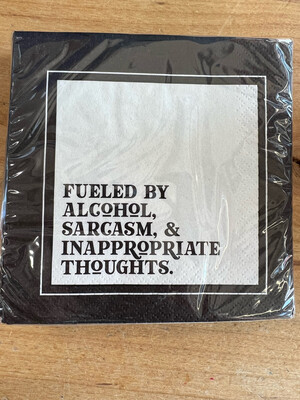 FUELED BY
ALCOHOL,
SARCASM, &
INAPPROPRIATE
THOUGHTS.